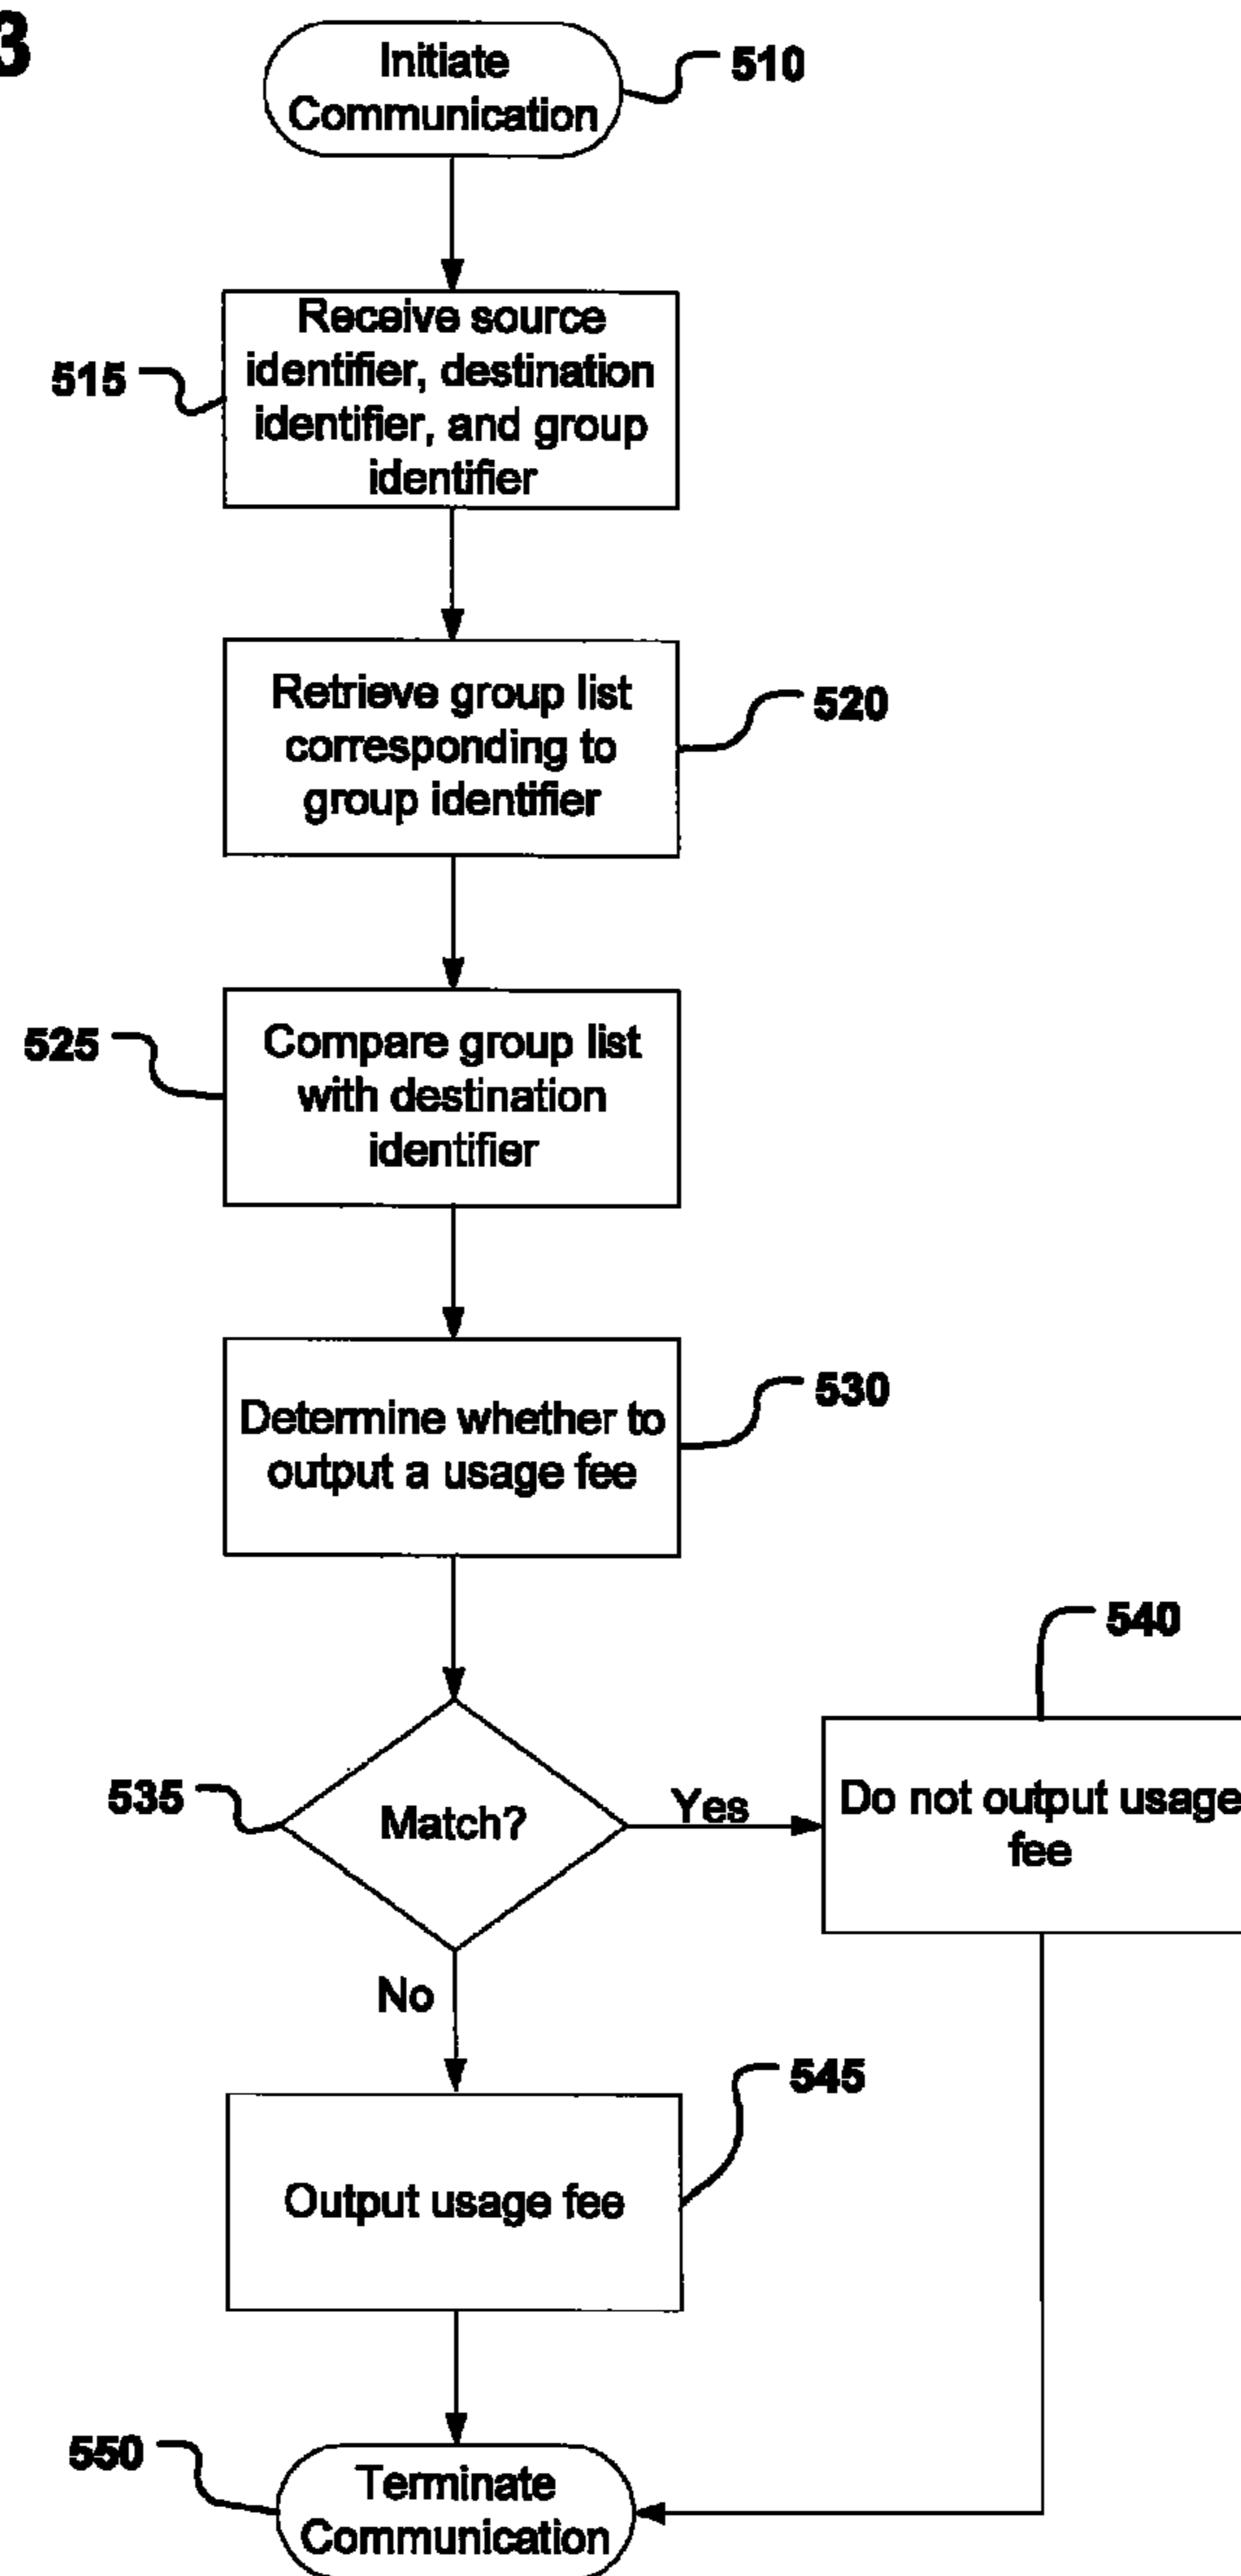 3
Initiate
Communication
510
Receive source
identifier, destination
identifier, and group
identifier
515
Retrieve group list
corresponding to
group identifier
520
Compare group list
with destination
identifier
525
Determine whether to
output a usage fee
530
540
Match?
535
Yes
Do not output usage
fee
No
545
Output usage fee
550
Terminate
Communication